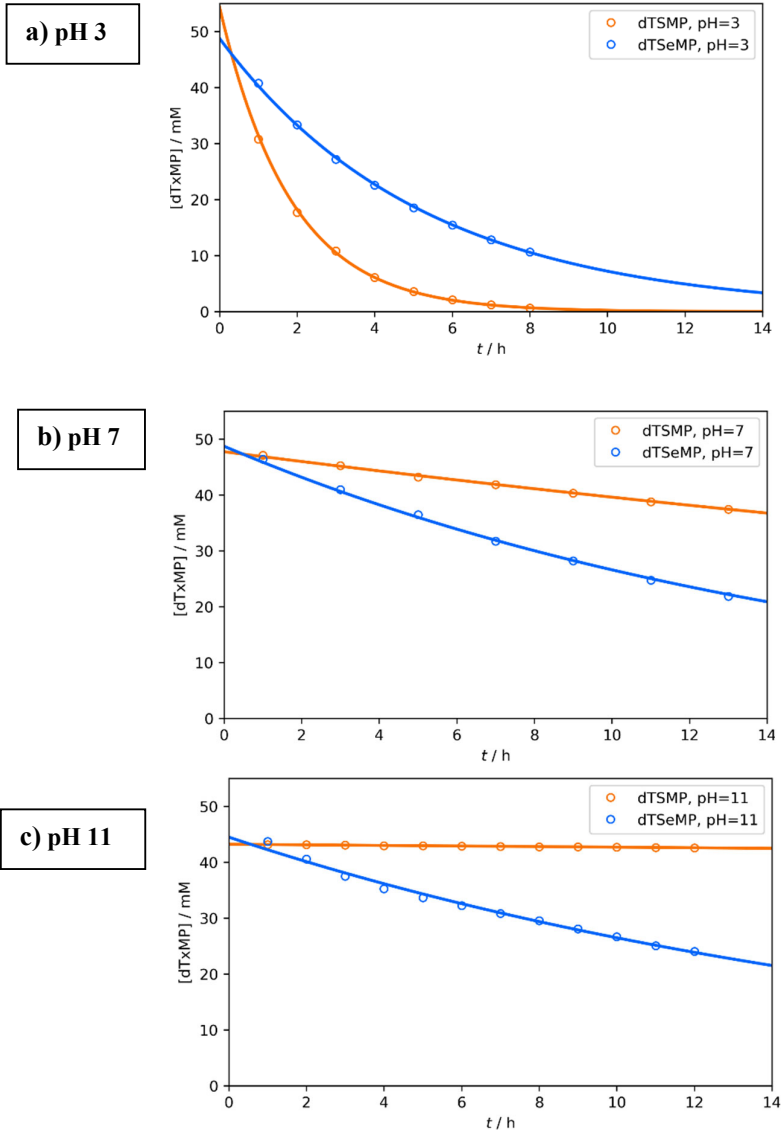 a) pH 3
dTSMP, pH=3
dTSeMP, pH=3
[dTxMP] / mM
50
40
30
20
10
0
0 2 4 6 8 10 12 14
t / h
b) pH 7
dTSMP, pH=7
dTSeMP, pH=7
[dTxMP] / mM
50
40
30
20
10
0
0 2 4 6 8 10 12 14
t / h
c) pH 11
dTSMP, pH=11
dTSeMP, pH=11
[dTxMP] / mM
50
40
30
20
10
0
0 2 4 6 8 10 12 14
t / h